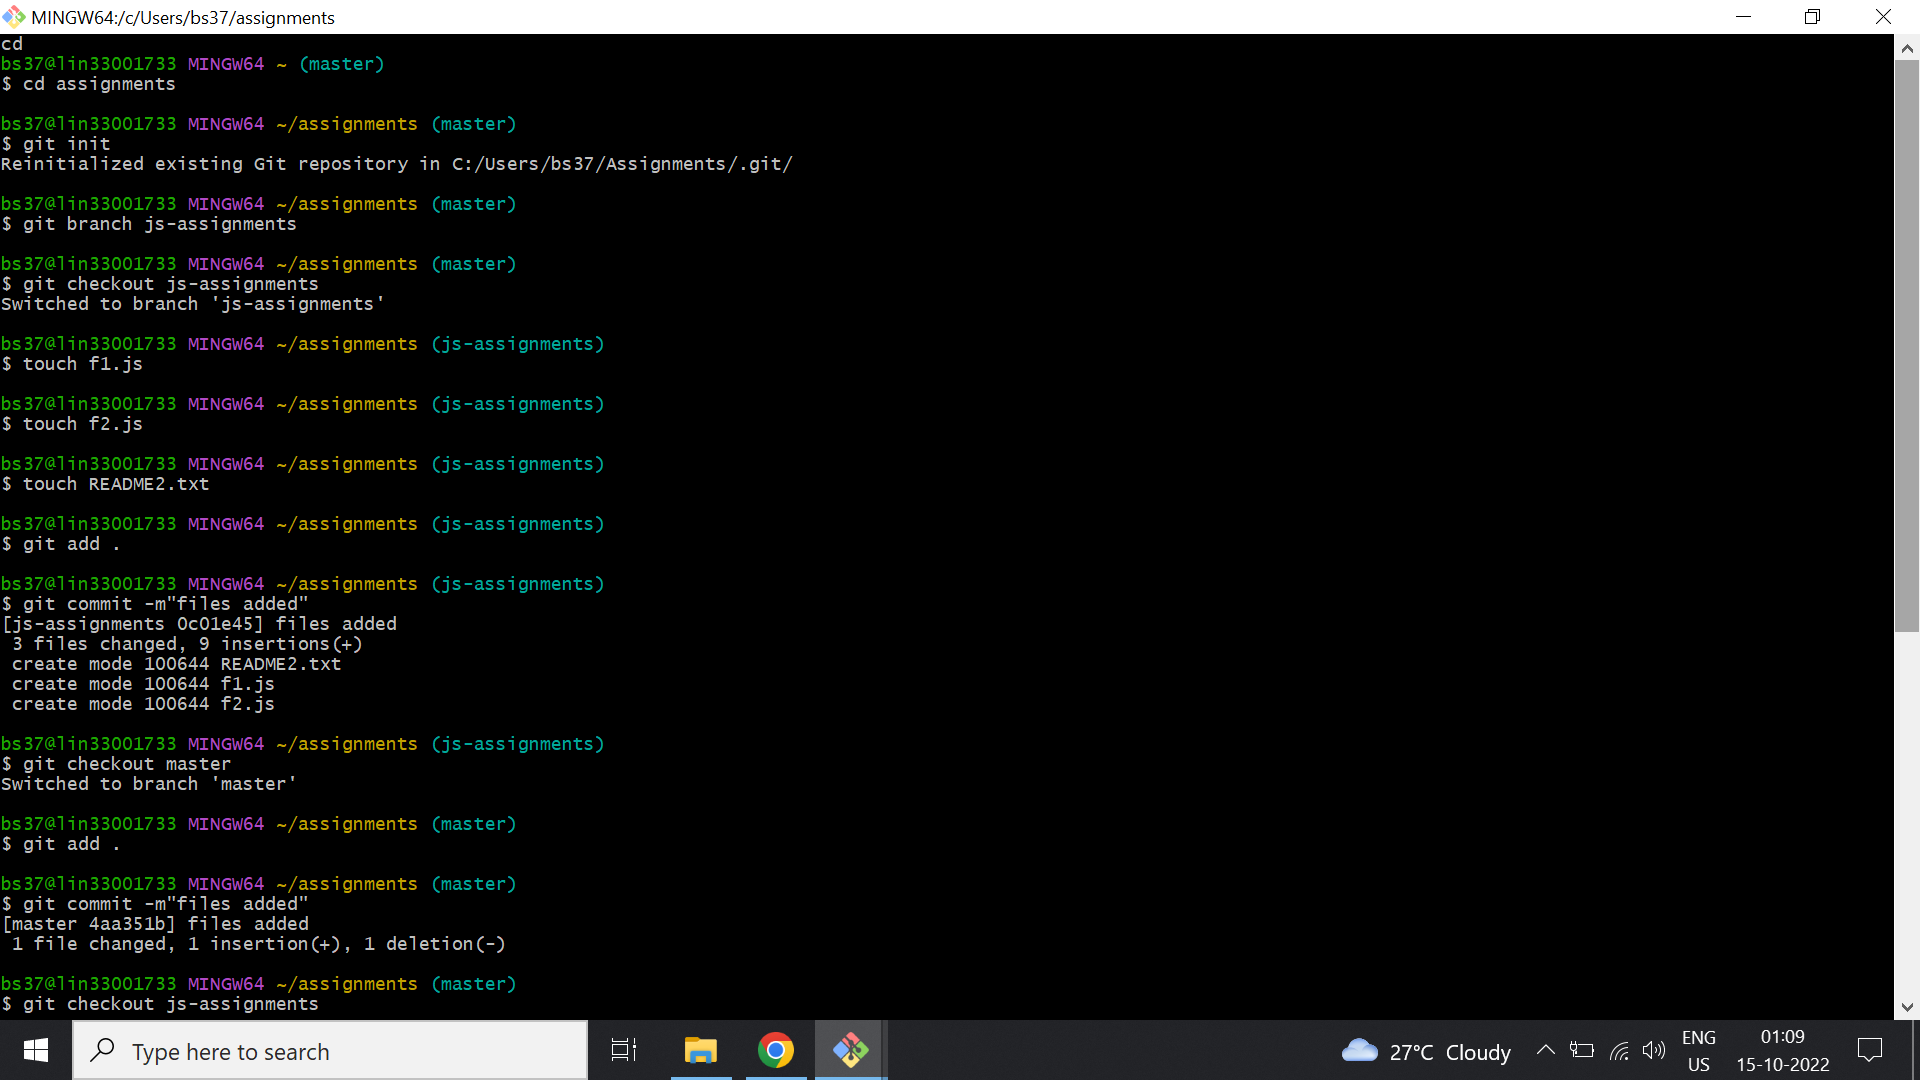 MINGW64:/c/Users/bs37/assignments
cd
bs37@lin33001733 MINGW64 ~ (master)
$ cd assignments
bs37@lin33001733 MINGW64 ~/assignments (master)
$ git init
Reinitialized existing Git repository in C:/Users/bs37/Assignments/.git/
bs37@lin33001733 MINGW64 ~/assignments (master)
$ git branch js-assignments
bs37@lin33001733 MINGW64 ~/assignments (master)
$ git checkout js-assignments
Switched to branch 'js-assignments'
bs37@lin33001733 MINGW64 ~/assignments (js-assignments)
$ touch f1.js
bs37@lin33001733 MINGW64 ~/assignments (js-assignments)
$ touch f2.js
bs37@lin33001733 MINGW64 ~/assignments (js-assignments)
$ touch README2.txt
bs37@lin33001733 MINGW64 ~/assignments (js-assignments)
$ git add .
bs37@lin33001733 MINGW64 ~/assignments (js-assignments)
$ git commit -m"files added"
[js-assignments 0c01e45] files added
3 files changed, 9 insertions(+)
create mode 100644 README2.txt
create mode 100644 f1.js
create mode 100644 f2.js
bs37@lin33001733 MINGW64 ~/assignments (js-assignments)
$ git checkout master
Switched to branch 'master'
bs37@lin33001733 MINGW64 ~/assignments (master)
$ git add .
bs37@lin33001733 MINGW64 ~/assignments (master)
$ git commit -m"files added"
[master 4aa351b] files added
1 file changed, 1 insertion(+), 1 deletion(-)
bs37@lin33001733 MINGW64 ~/assignments (master)
$ git checkout js-assignments
Type here to search
27°C Cloudy
ENG
US
01:09
15-10-2022